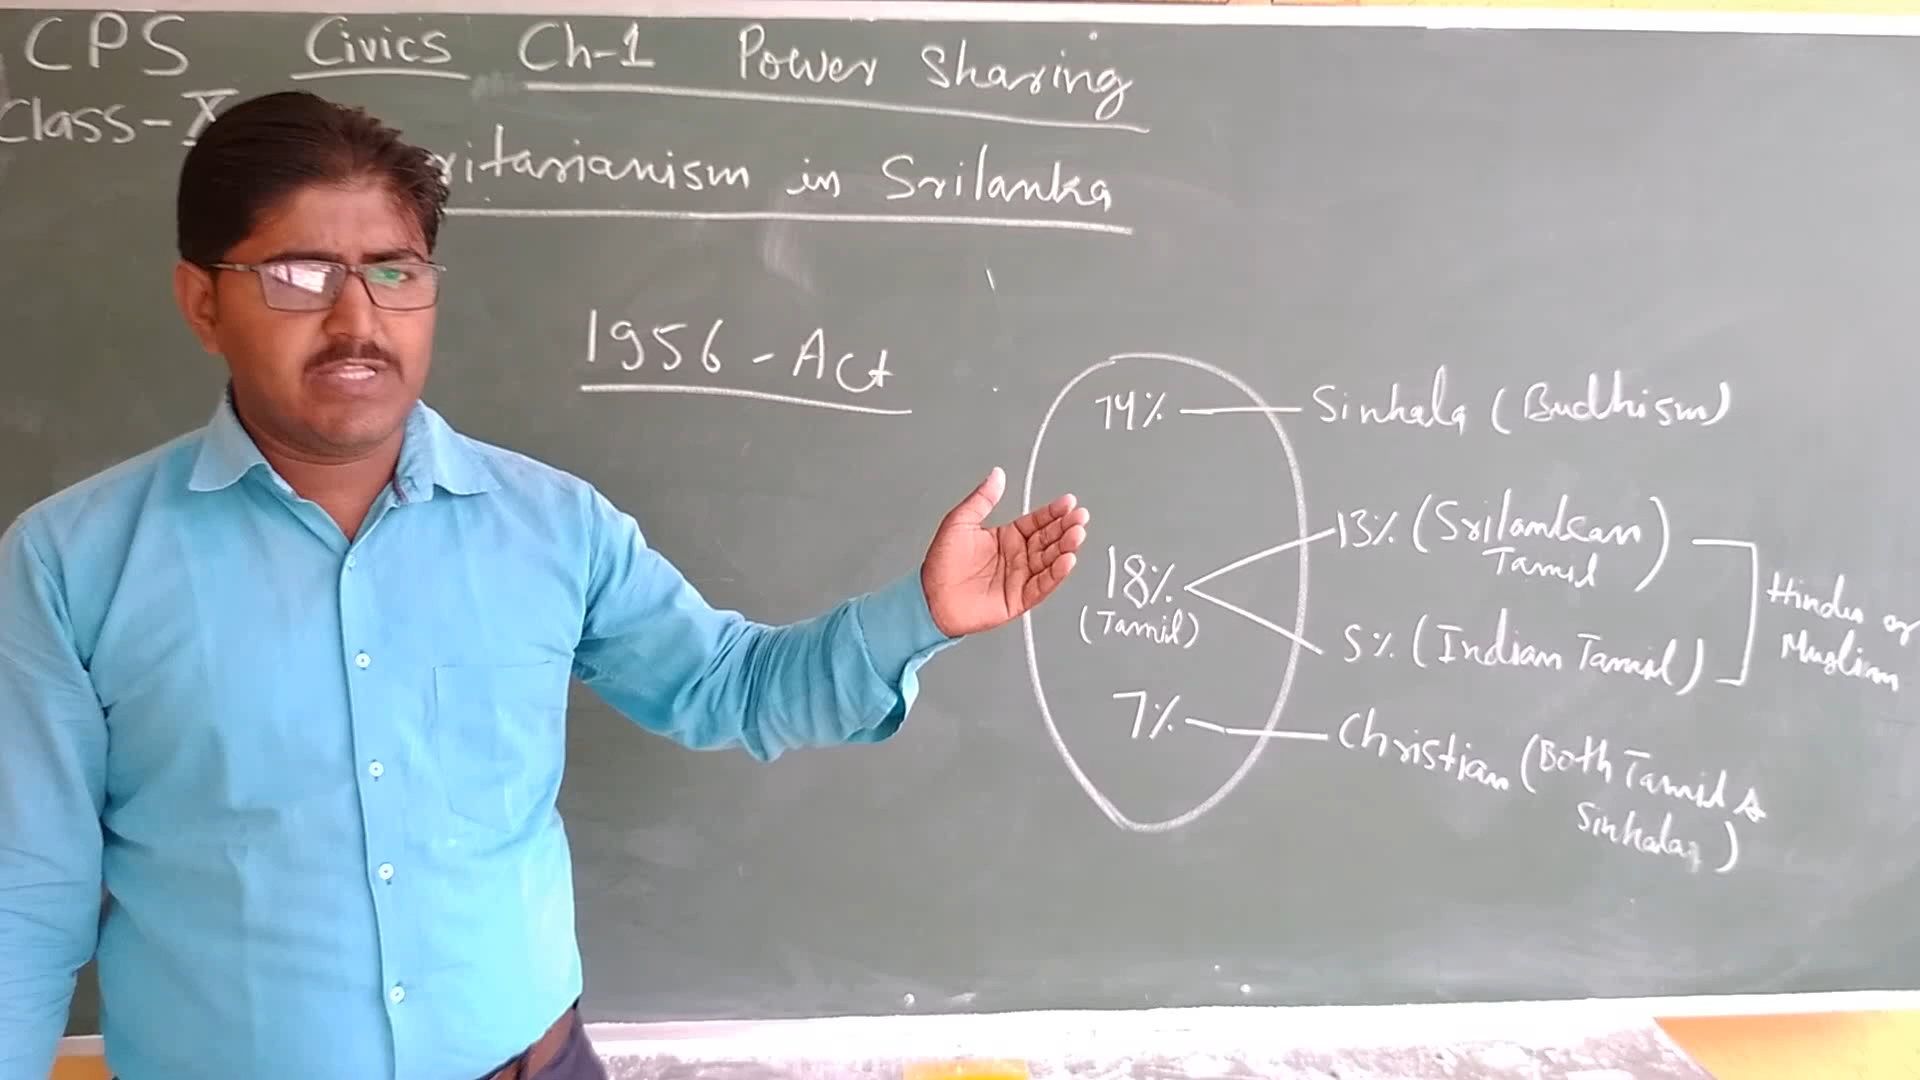 CPS Civics Ch-1 Power Sharing
Class-X
ritarianism in Srilanka
1956 - Act
74% — Sinhala (Budhism)
18% (Tamil)
13% (Srilankan Tamil)
5% (Indian Tamil)
Hindu or Muslim
7% — Christian (Both Tamil & Sinhala)